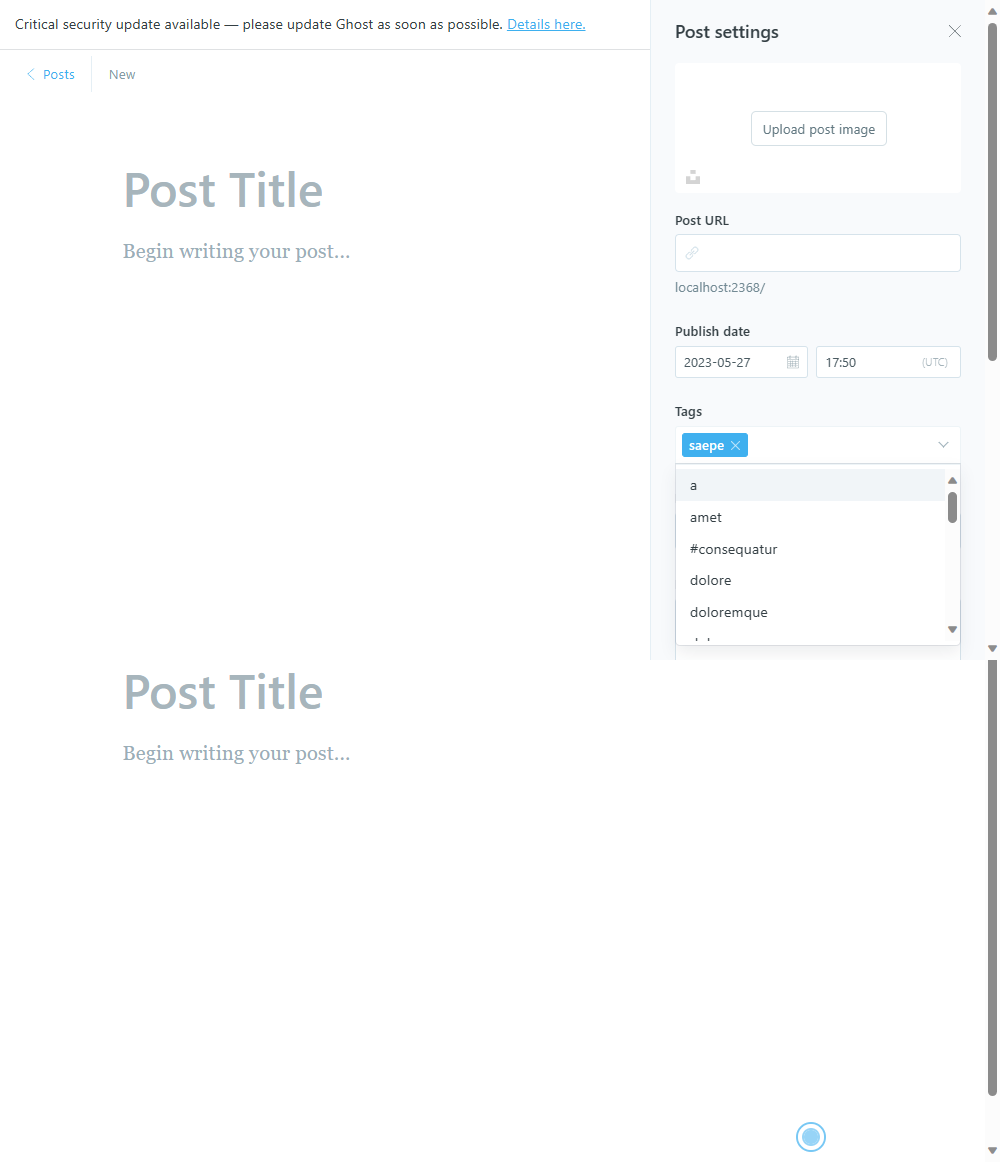 Critical security update available — please update Ghost as soon as possible. Details here.
Posts
New
Post Title
Begin writing your post...
Post settings
Upload post image
Post URL
localhost:2368/
Publish date
2023-05-27
17:50 (UTC)
Tags
saepe
a
amet
#consequatur
dolore
doloremque
Post Title
Begin writing your post...